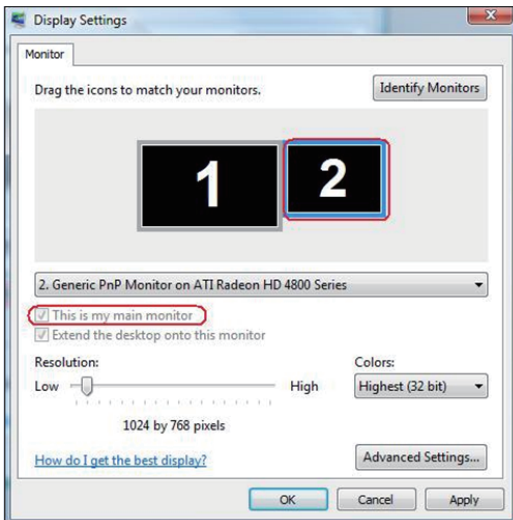 Display Settings
Monitor
Drag the icons to match your monitors.
Identify Monitors
1 2
2. Generic PnP Monitor on ATI Radeon HD 4800 Series
This is my main monitor
Extend the desktop onto this monitor
Resolution: Colors:
Low High Highest (32 bit)
1024 by 768 pixels
How do I get the best display? Advanced Settings...
OK Cancel Apply